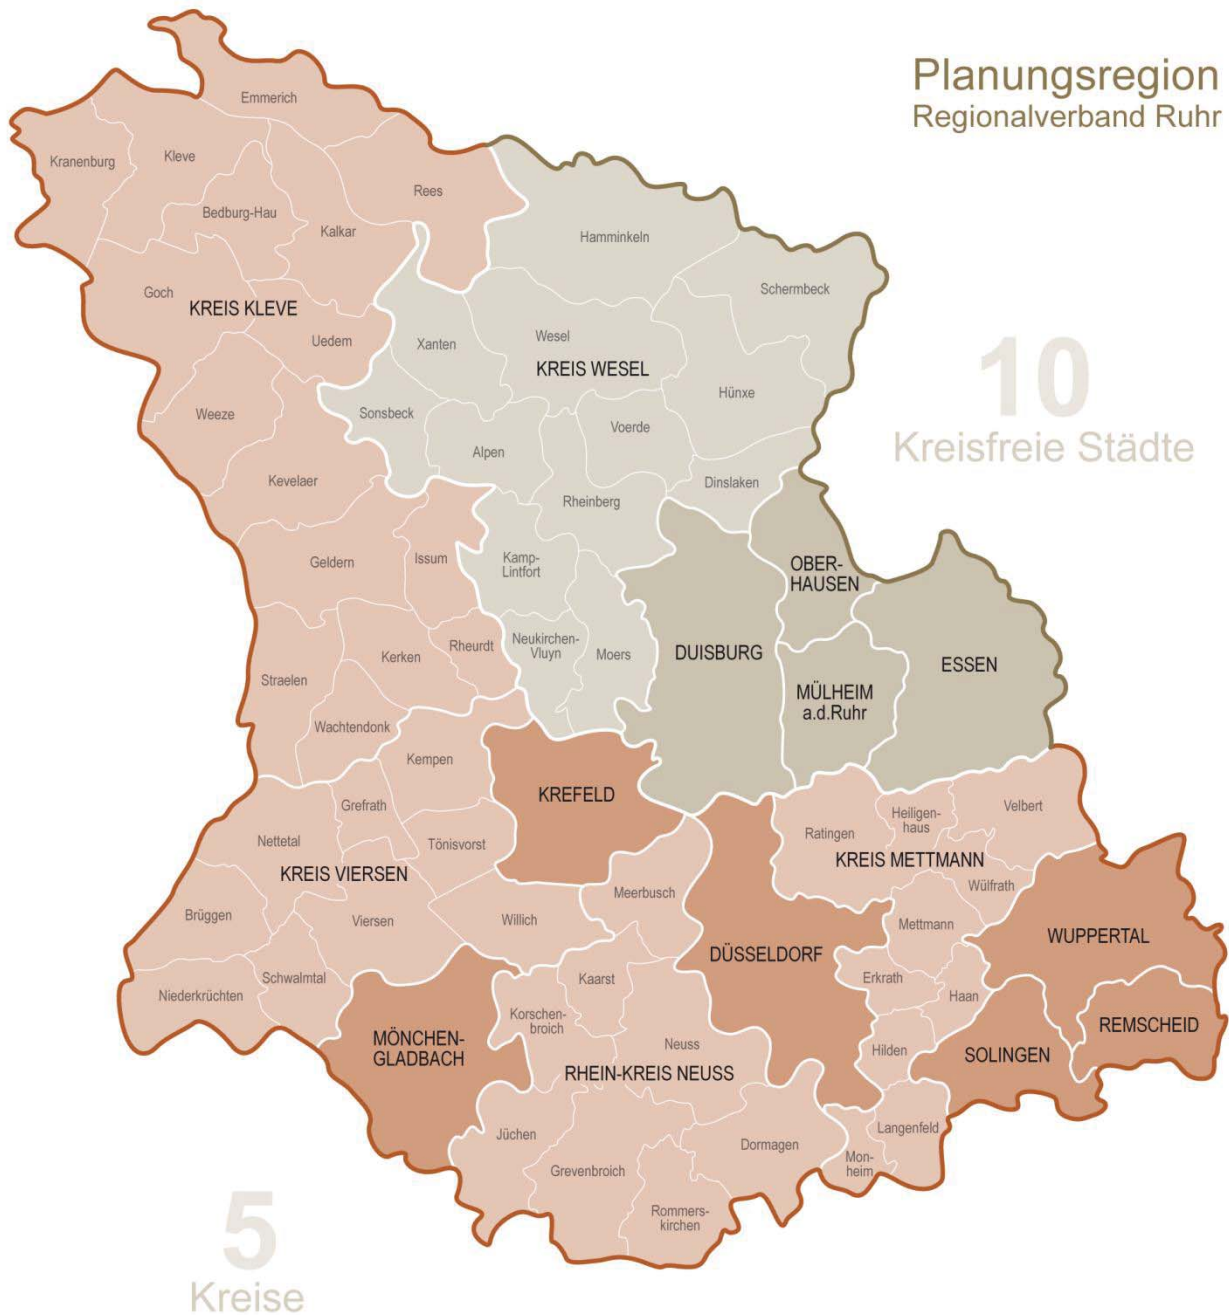 Planungsregion
Regionalverband Ruhr
Emmerich
Kranenburg
Kleve
Rees
Bedburg-Hau
Kalkar
Hamminkeln
Goch
KREIS KLEVE
Schermbeck
Uedem
Xanten
Wesel
KREIS WESEL
10
Kreisfreie Städte
Hünxe
Weeze
Sonsbeck
Voerde
Alpen
Kevelaer
Dinslaken
Rheinberg
Geldern
Issum
Kamp-
Lintfort
OBER-
HAUSEN
Neukirchen-
Vluyn
Moers
DUISBURG
ESSEN
Rheurdt
Kerken
Straelen
MÜLHEIM
a.d.Ruhr
Wachtendonk
Kempen
KREFELD
Grefrath
Nettetal
Tönisvorst
Ratingen
Heiligen-
haus
Velbert
KREIS METTMANN
KREIS VIERSEN
Meerbusch
Wülfrath
Brüggen
Viersen
Willich
Mettmann
WUPPERTAL
DÜSSELDORF
Schwalmtal
Kaarst
Erkrath
Haan
Niederkrüchten
Korschen-
broich
REMSCHEID
MÖNCHEN-
GLADBACH
Neuss
Hilden
SOLINGEN
RHEIN-KREIS NEUSS
Jüchen
Dormagen
Langenfeld
Mon-
heim
Grevenbroich
Rommers-
kirchen
5
Kreise